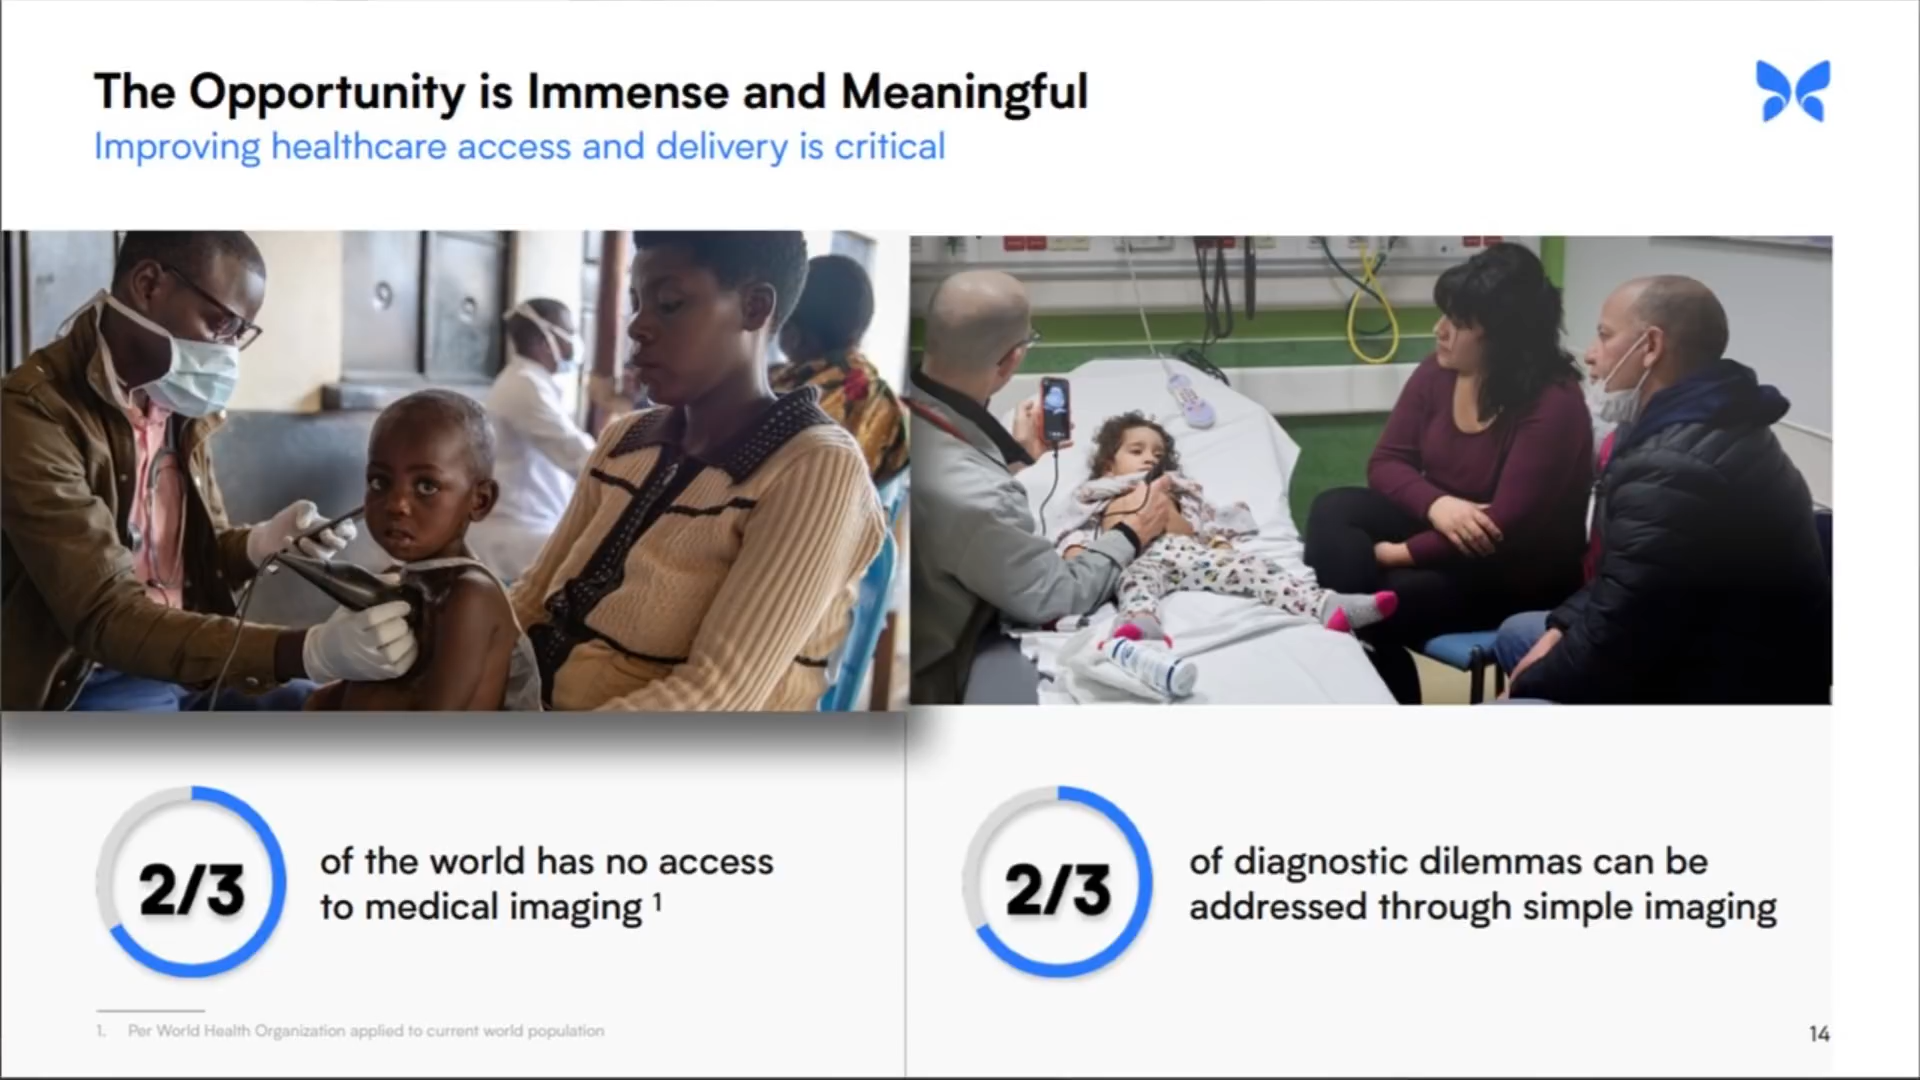 The Opportunity is Immense and Meaningful
Improving healthcare access and delivery is critical
2/3
of the world has no access
to medical imaging 1
2/3
of diagnostic dilemmas can be
addressed through simple imaging
1. Per World Health Organization applied to current world population
14